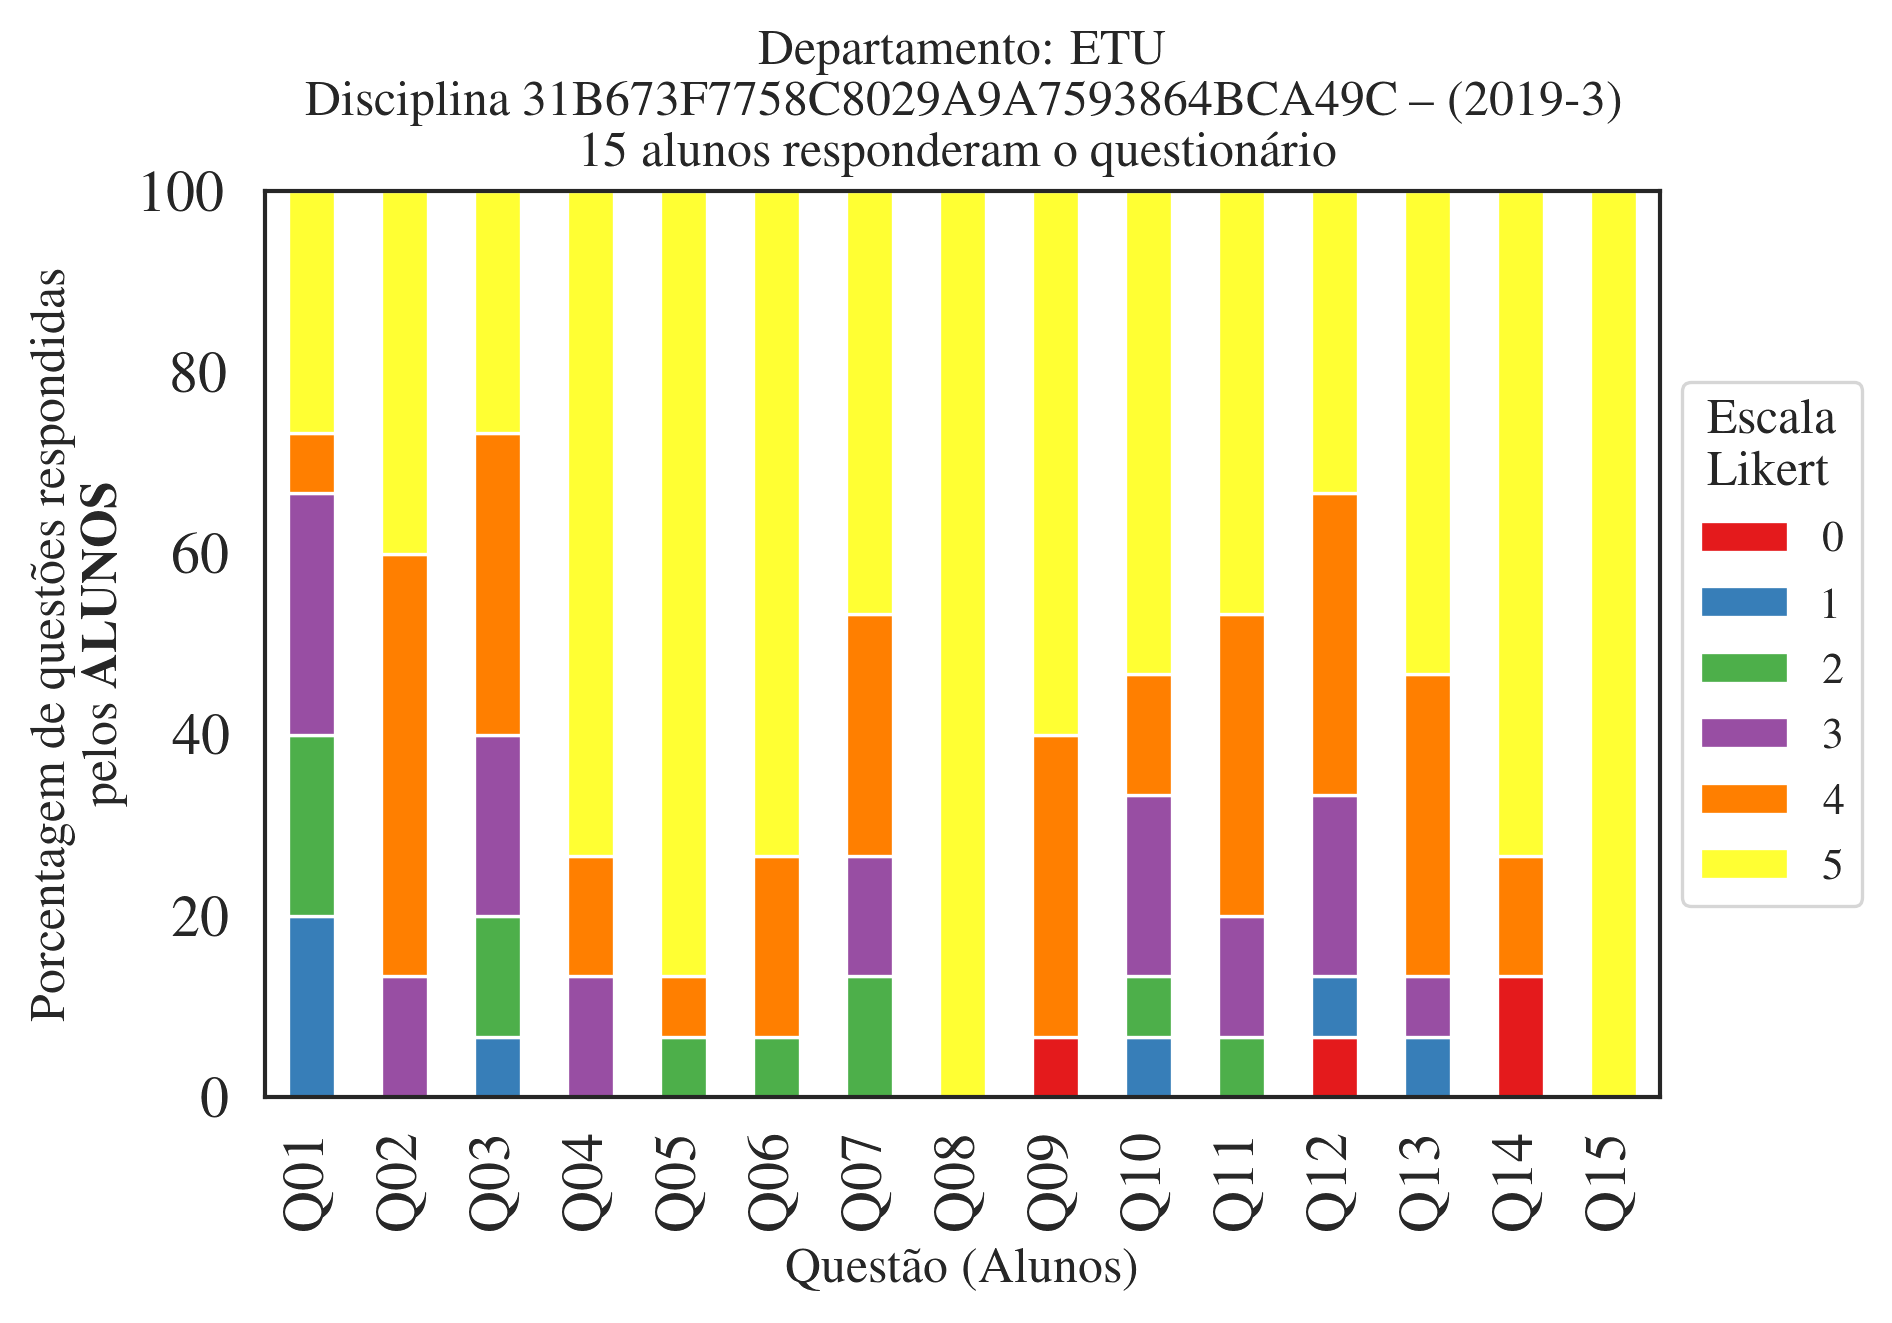 Departamento: ETU
Disciplina 31B673F7758C8029A9A7593864BCA49C – (2019-3)
15 alunos responderam o questionário
100
80
60
40
20
0
Porcentagem de questões respondidas
pelos ALUNOS
Q01
Q02
Q03
Q04
Q05
Q06
Q07
Q08
Q09
Q10
Q11
Q12
Q13
Q14
Q15
Questão (Alunos)
Escala
Likert
0
1
2
3
4
5